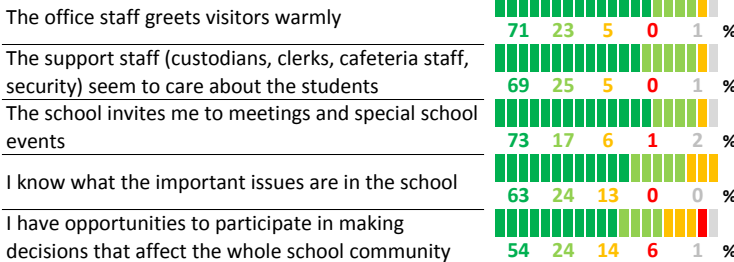 The office staff greets visitors warmly
71 23 5 0 1 %
The support staff (custodians, clerks, cafeteria staff,
security) seem to care about the students
69 25 5 0 1 %
The school invites me to meetings and special school
events
73 17 6 1 2 %
I know what the important issues are in the school
63 24 13 0 0 %
I have opportunities to participate in making
decisions that affect the whole school community
54 24 14 6 1 %